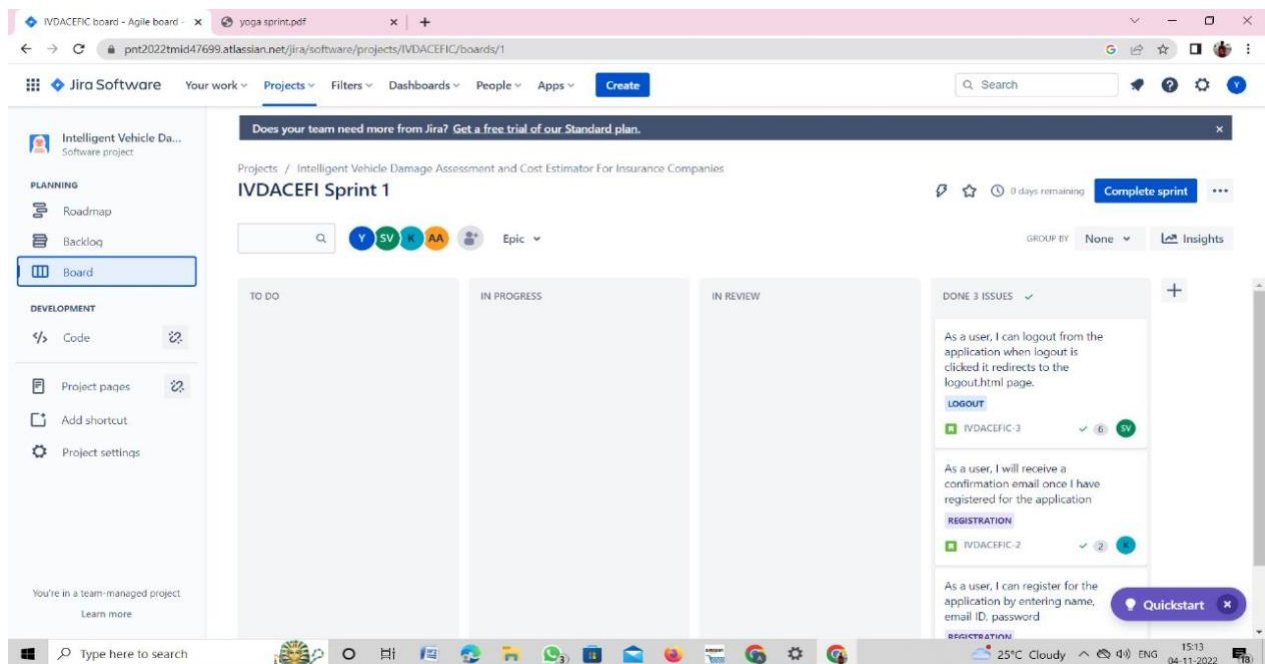 IVDACEFIC board - Agile board -
yoga sprint.pdf
pnt2022tmid47699.atlassian.net/jira/software/projects/IVDACEFIC/boards/1
Jira Software Your work Projects Filters Dashboards People Apps Create Search Y
Does your team need more from Jira? Get a free trial of our Standard plan.
Intelligent Vehicle Da...
Software project
PLANNING
Roadmap
Backlog
Board
DEVELOPMENT
Code
Project pages
Add shortcut
Project settings
You're in a team-managed project
Learn more
Projects / Intelligent Vehicle Damage Assessment and Cost Estimator For Insurance Companies
IVDACEFI Sprint 1
0 days remaining Complete sprint
Y SV K AA Epic
GROUP BY None Insights
TO DO
IN PROGRESS
IN REVIEW
DONE 3 ISSUES
As a user, I can logout from the
application when logout is
clicked it redirects to the
logout.html page.
LOGOUT
IVDACEFIC-3 6 SV
As a user, I will receive a
confirmation email once I have
registered for the application
REGISTRATION
IVDACEFIC-2 2 K
As a user, I can register for the
application by entering name,
email ID, password
REGISTRATION
Quickstart
Type here to search
3
25°C Cloudy ENG 15:13
04-11-2022
18